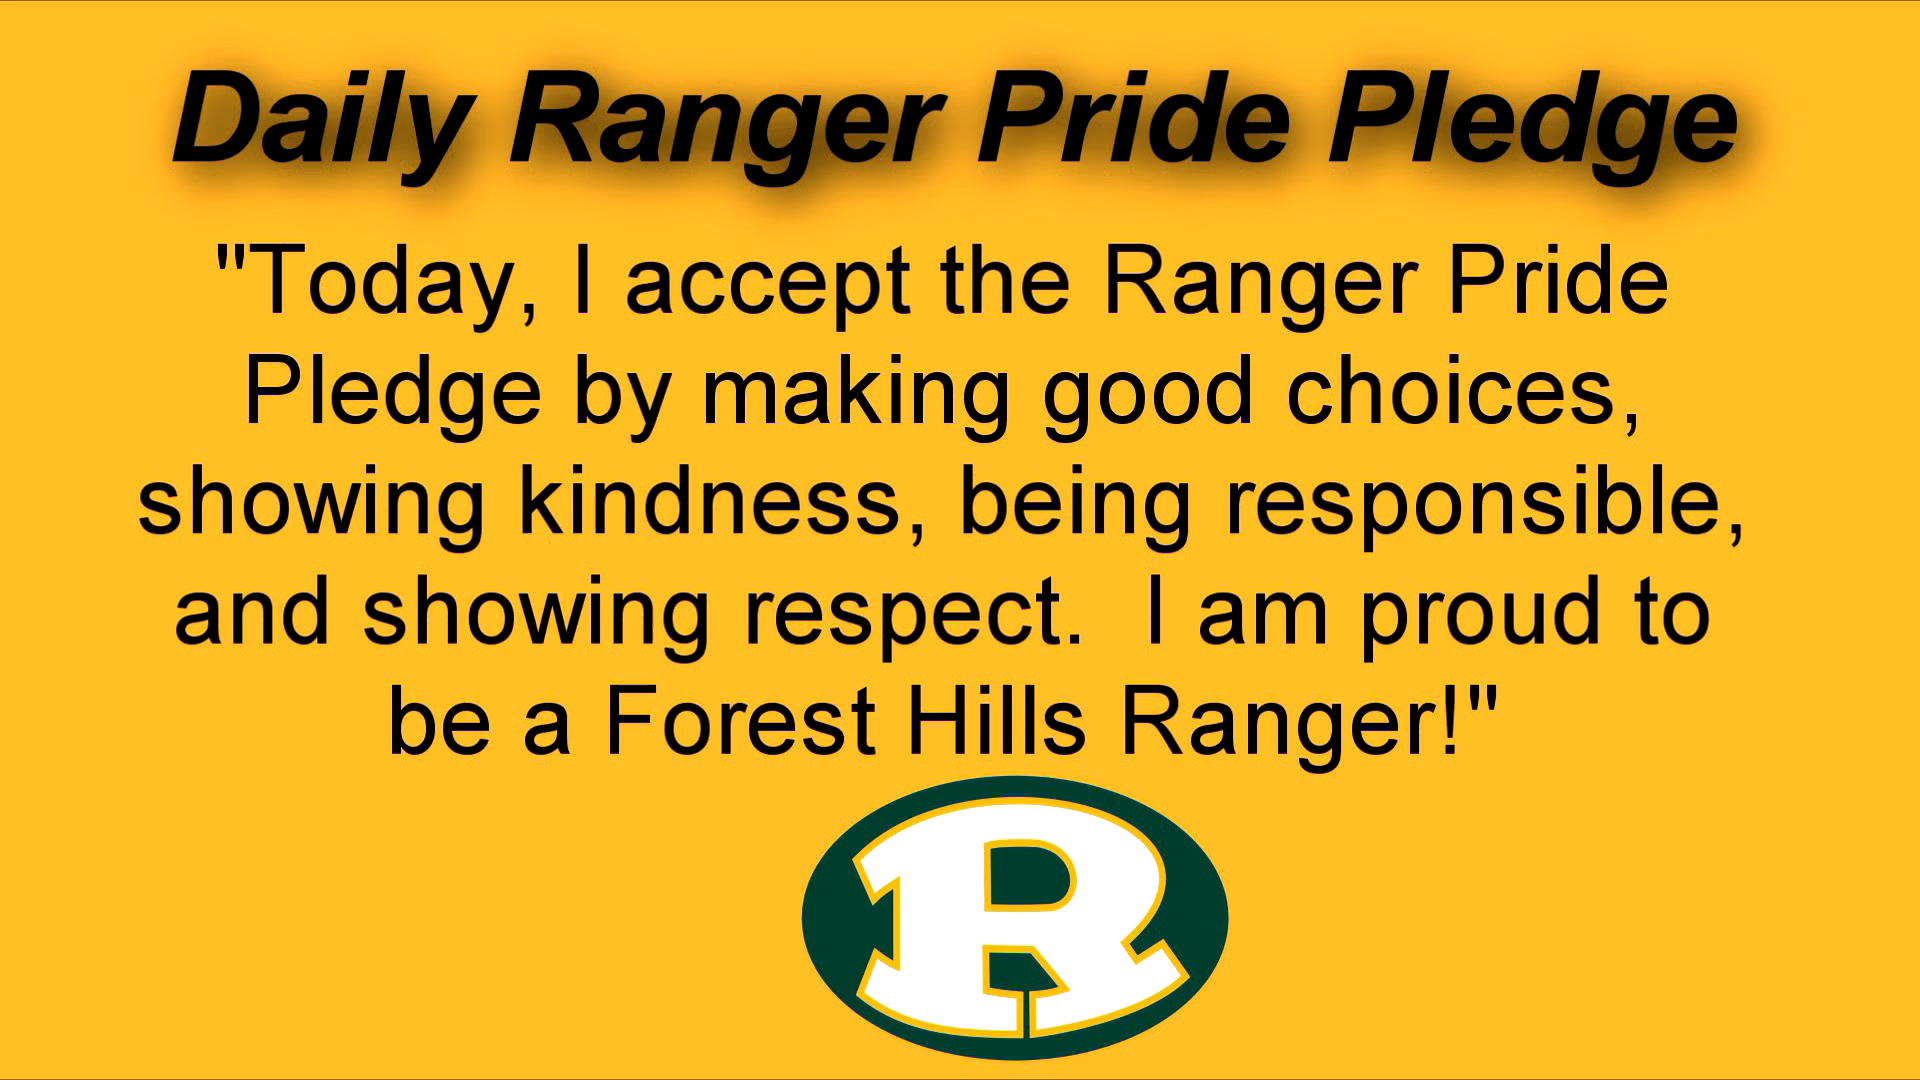 Daily Ranger Pride Pledge
"Today, I accept the Ranger Pride
Pledge by making good choices,
showing kindness, being responsible,
and showing respect.  I am proud to
be a Forest Hills Ranger!"
R